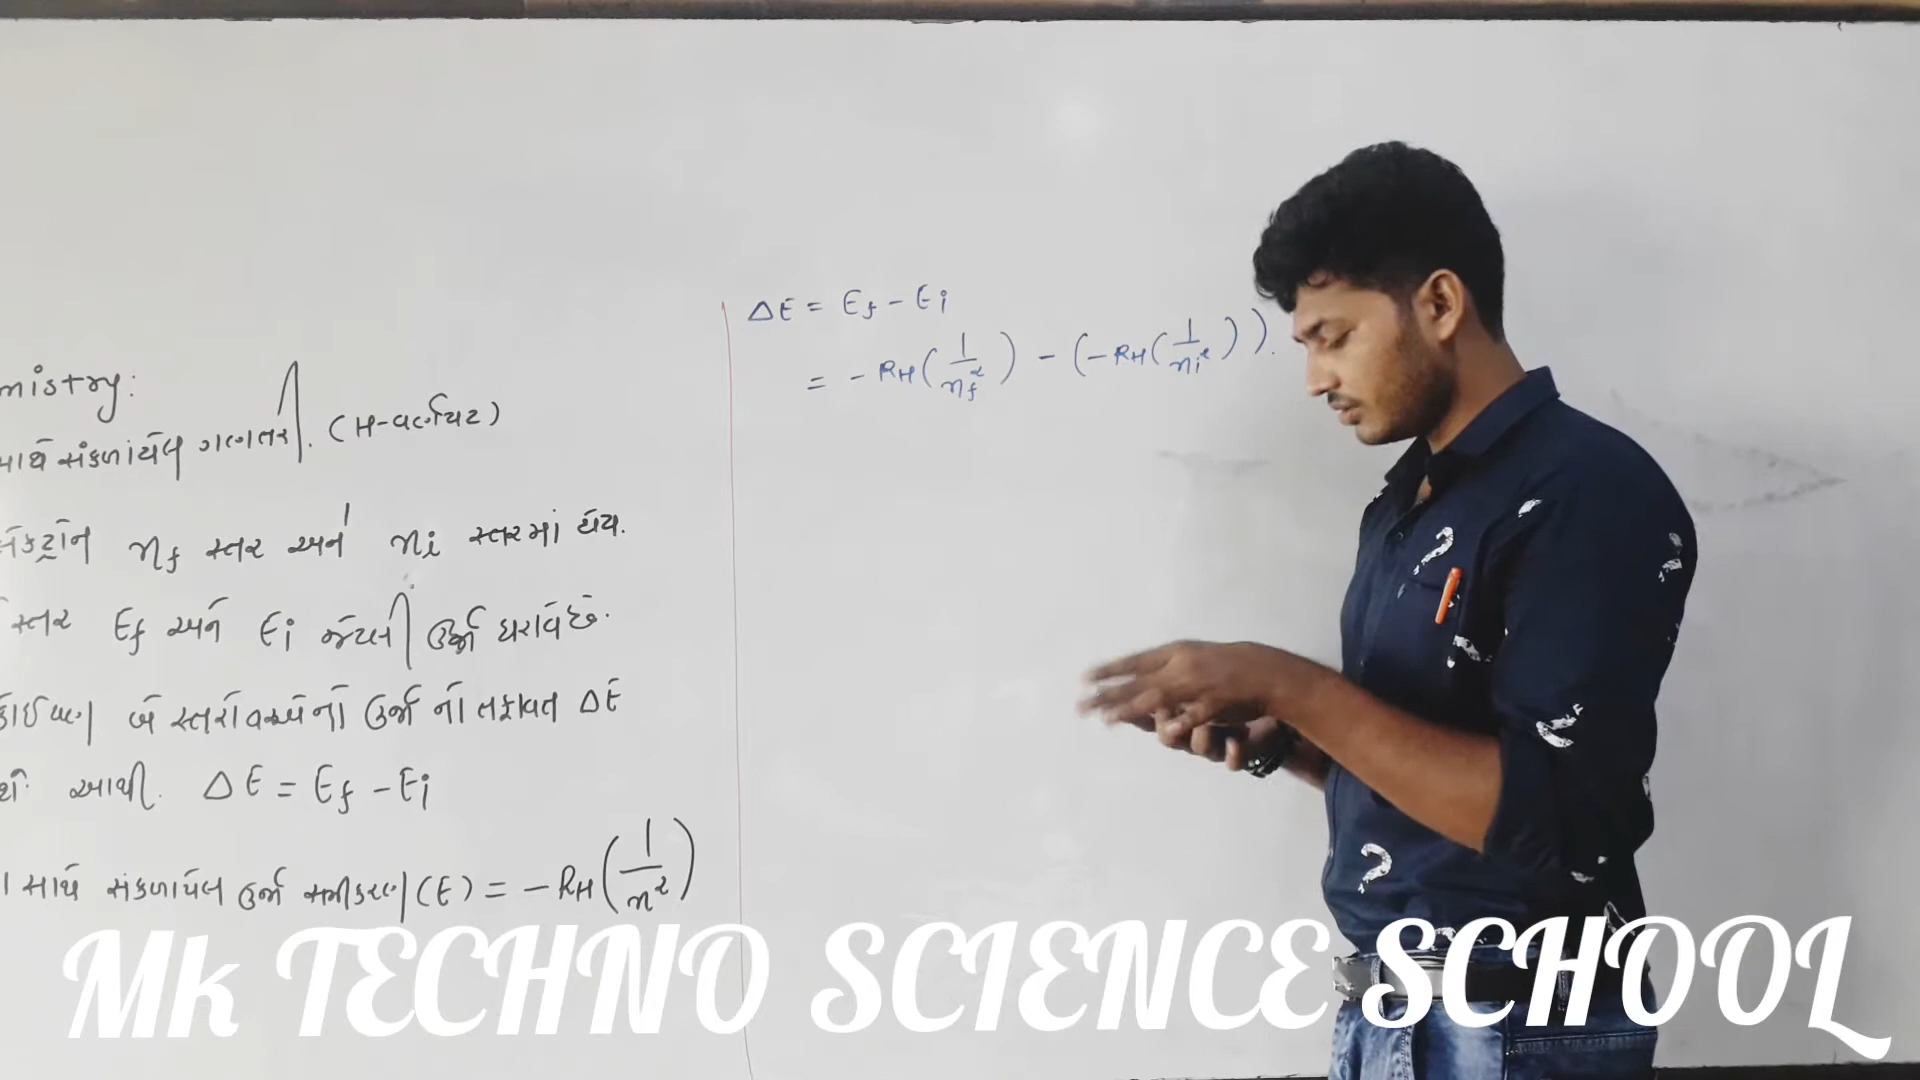 mistry:
સાથે સંકળાયેલ ગણતરી. (H-વર્ણપટ)
nf સ્તર અને ni સ્તરમાં હોય.
સ્તર Ef અને Ei જેટલી ઉર્જા ધરાવે છે.
કોઈપણ બે સ્તરો વચ્ચેનો ઉર્જા નો તફાવત ΔE
આથી. ΔE = Ef - Ei
સાથે સંકળાયેલ ઉર્જા સમીકરણ (E) = - RH(1/n²)
ΔE = Ef - Ei
= - RH(1/nf²) - (-RH(1/ni²)).
Mk TECHNO SCIENCE SCHOOL